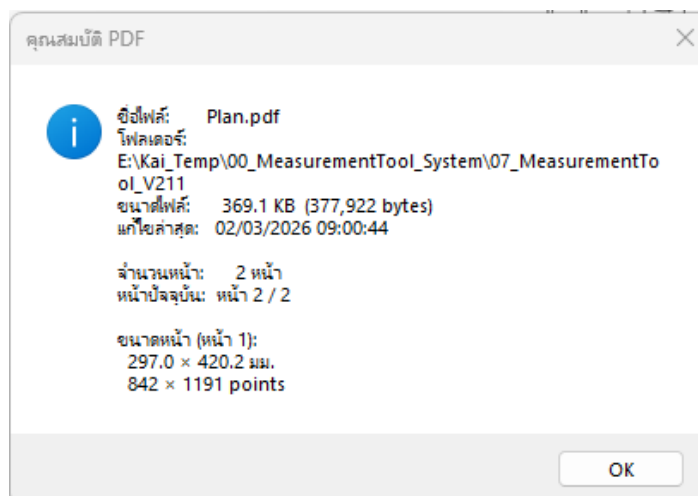 คุณสมบัติ PDF
ชื่อไฟล์: Plan.pdf
โฟลเดอร์:
E:\Kai_Temp\00_MeasurementTool_System\07_MeasurementTo
ol_V211
ขนาดไฟล์: 369.1 KB (377,922 bytes)
แก้ไขล่าสุด: 02/03/2026 09:00:44
จำนวนหน้า: 2 หน้า
หน้าปัจจุบัน: หน้า 2 / 2
ขนาดหน้า (หน้า 1):
297.0 × 420.2 มม.
842 × 1191 points
OK